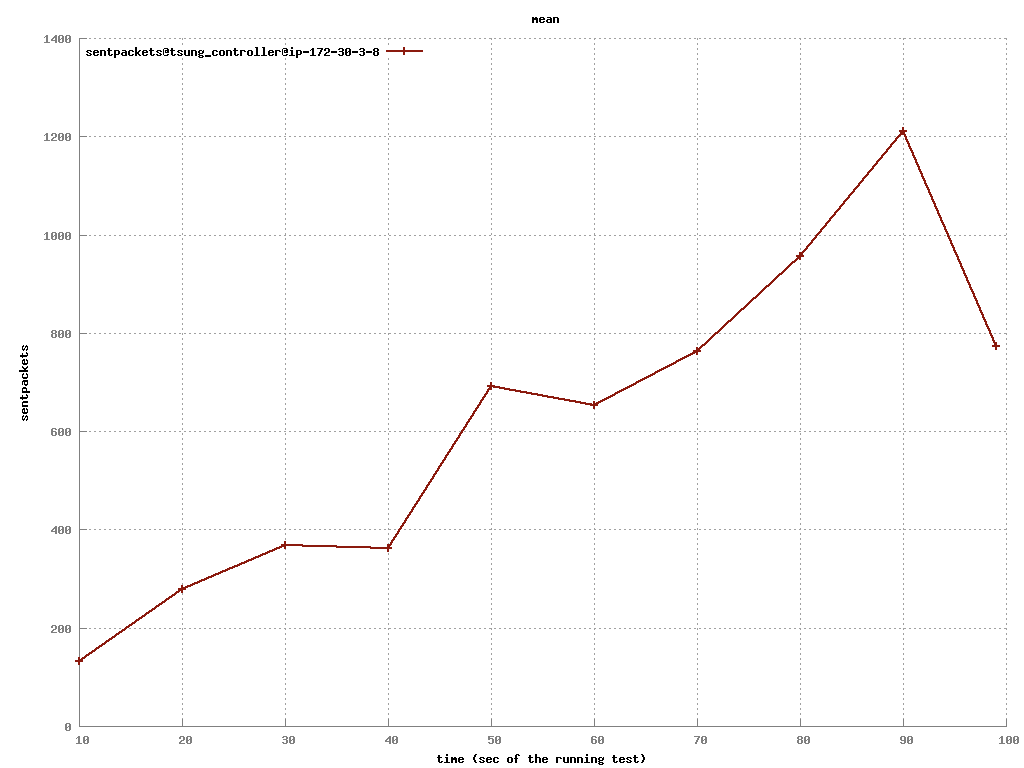 mean
1400
sentpackets@tsung_controller@ip-172-30-3-8
1200
1000
800
sentpackets
600
400
200
0
10 20 30 40 50 60 70 80 90 100
time (sec of the running test)